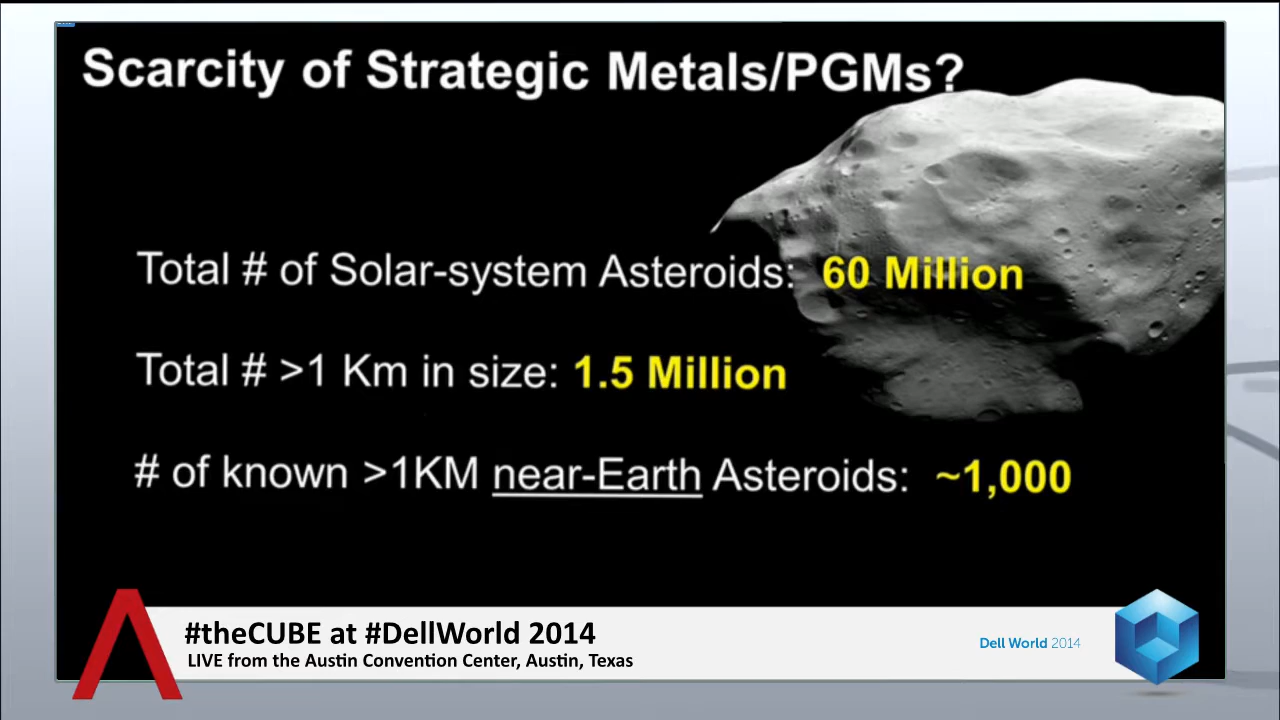 Scarcity of Strategic Metals/PGMs?
Total # of Solar-system Asteroids: 60 Million
Total # >1 Km in size: 1.5 Million
# of known >1KM near-Earth Asteroids: ~1,000
#theCUBE at #DellWorld 2014
LIVE from the Austin Convention Center, Austin, Texas
Dell World 2014